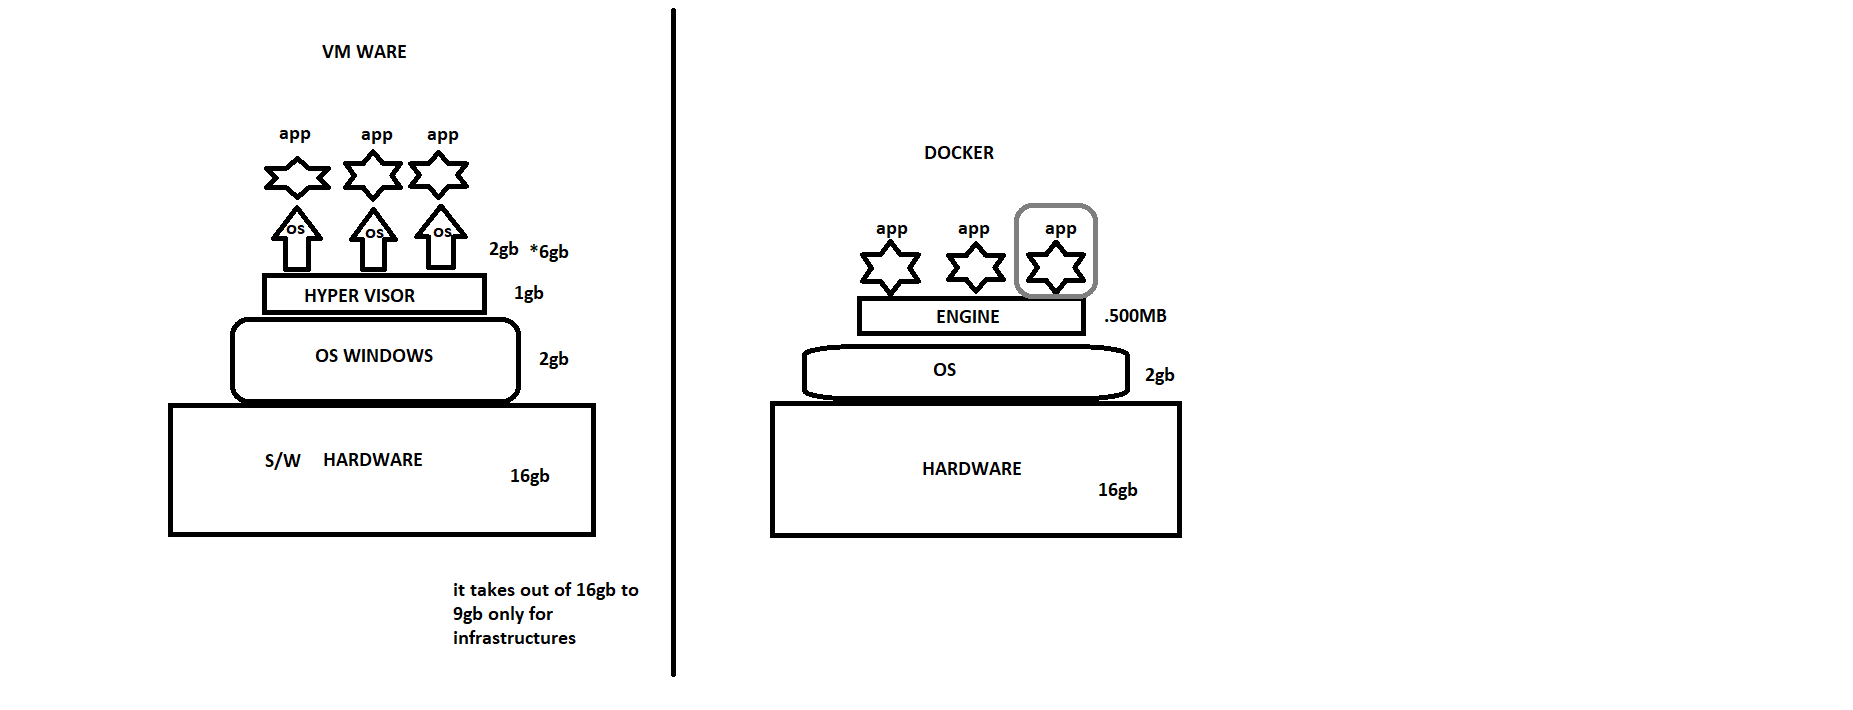 VM WARE
app app app
os os os
2gb *6gb
HYPER VISOR 1gb
OS WINDOWS 2gb
S/W HARDWARE
16gb
it takes out of 16gb to
9gb only for
infrastructures
DOCKER
app app app
ENGINE .500MB
OS 2gb
HARDWARE
16gb